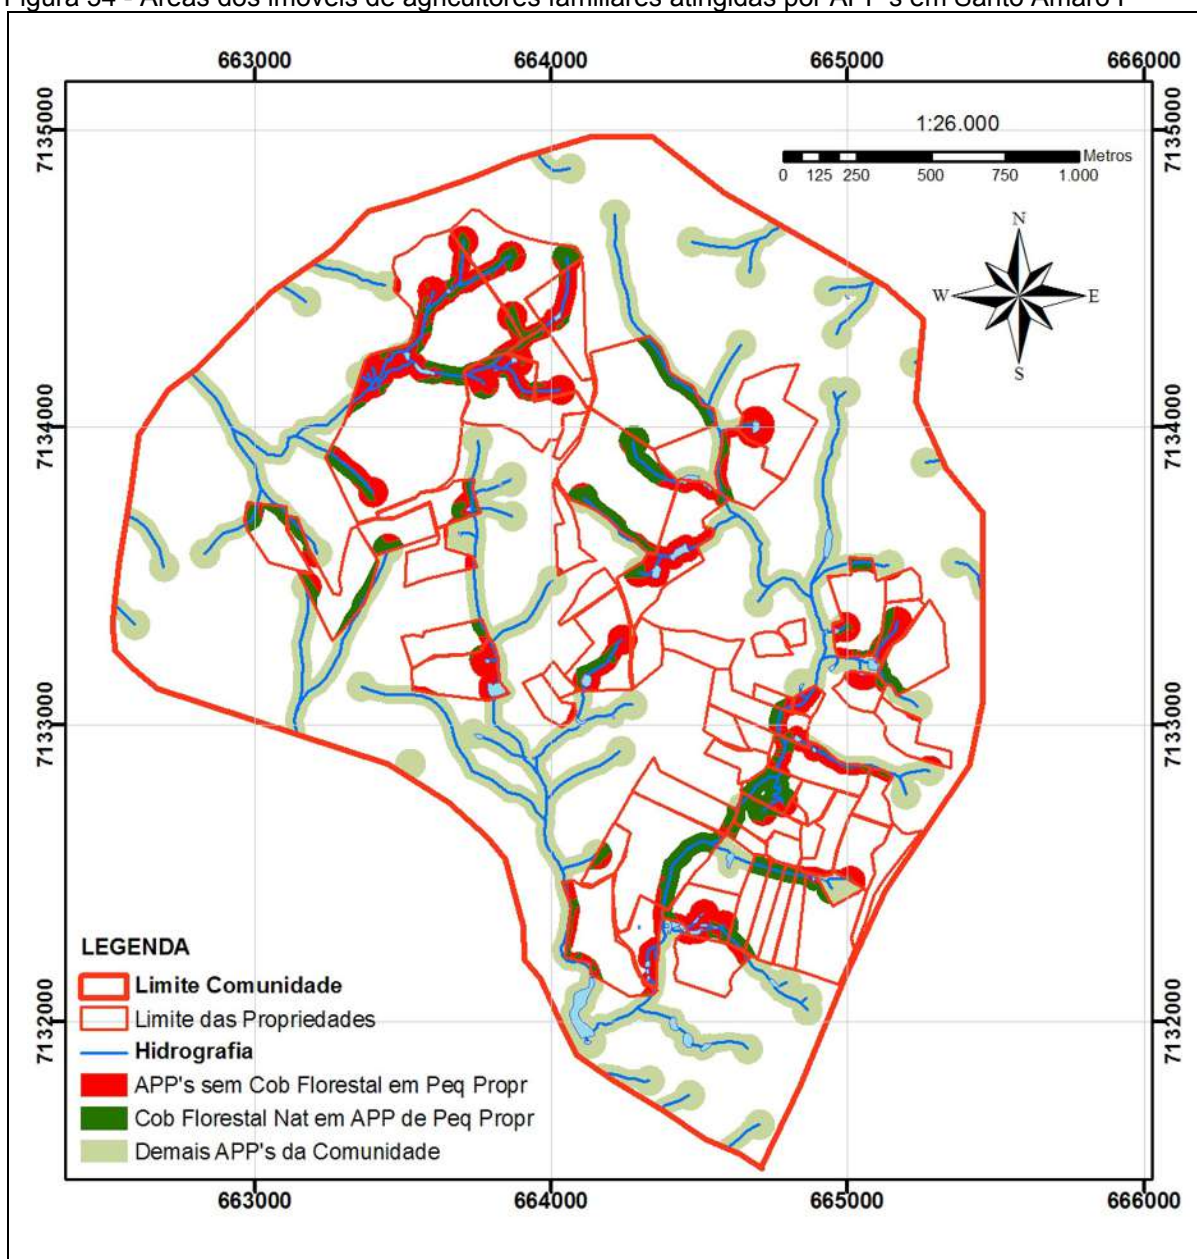 Figura 34 - Áreas dos imóveis de agricultores familiares atingidas por APP's em Santo Amaro I
663000 664000 665000 666000
7135000 7135000
1:26.000
Metros
0 125 250 500 750 1.000
N
W E
S
7134000 7134000
7133000 7133000
LEGENDA
Limite Comunidade
Limite das Propriedades
Hidrografia
APP's sem Cob Florestal em Peq Propr
Cob Florestal Nat em APP de Peq Propr
Demais APP's da Comunidade
7132000 7132000
663000 664000 665000 666000